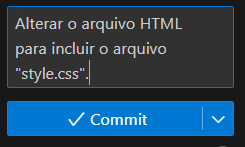 Alterar o arquivo HTML
para incluir o arquivo
"style.css".
Commit